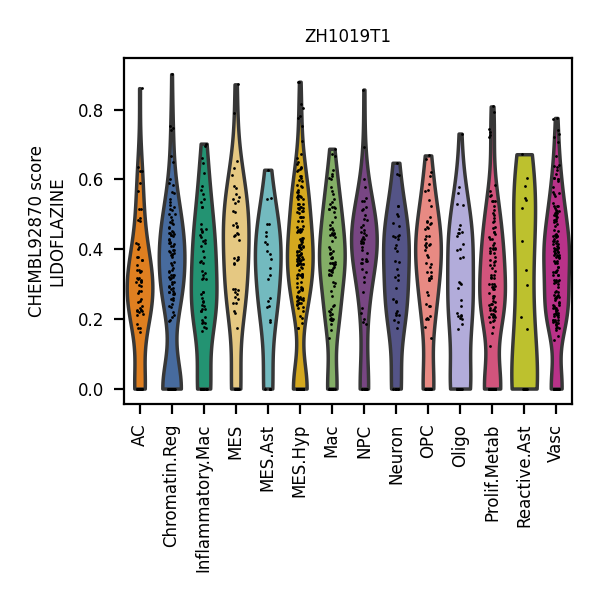 ZH1019T1
CHEMBL92870 score
LIDOFLAZINE
0.8
0.6
0.4
0.2
0.0
AC
Chromatin.Reg
Inflammatory.Mac
MES
MES.Ast
MES.Hyp
Mac
NPC
Neuron
OPC
Oligo
Prolif.Metab
Reactive.Ast
Vasc